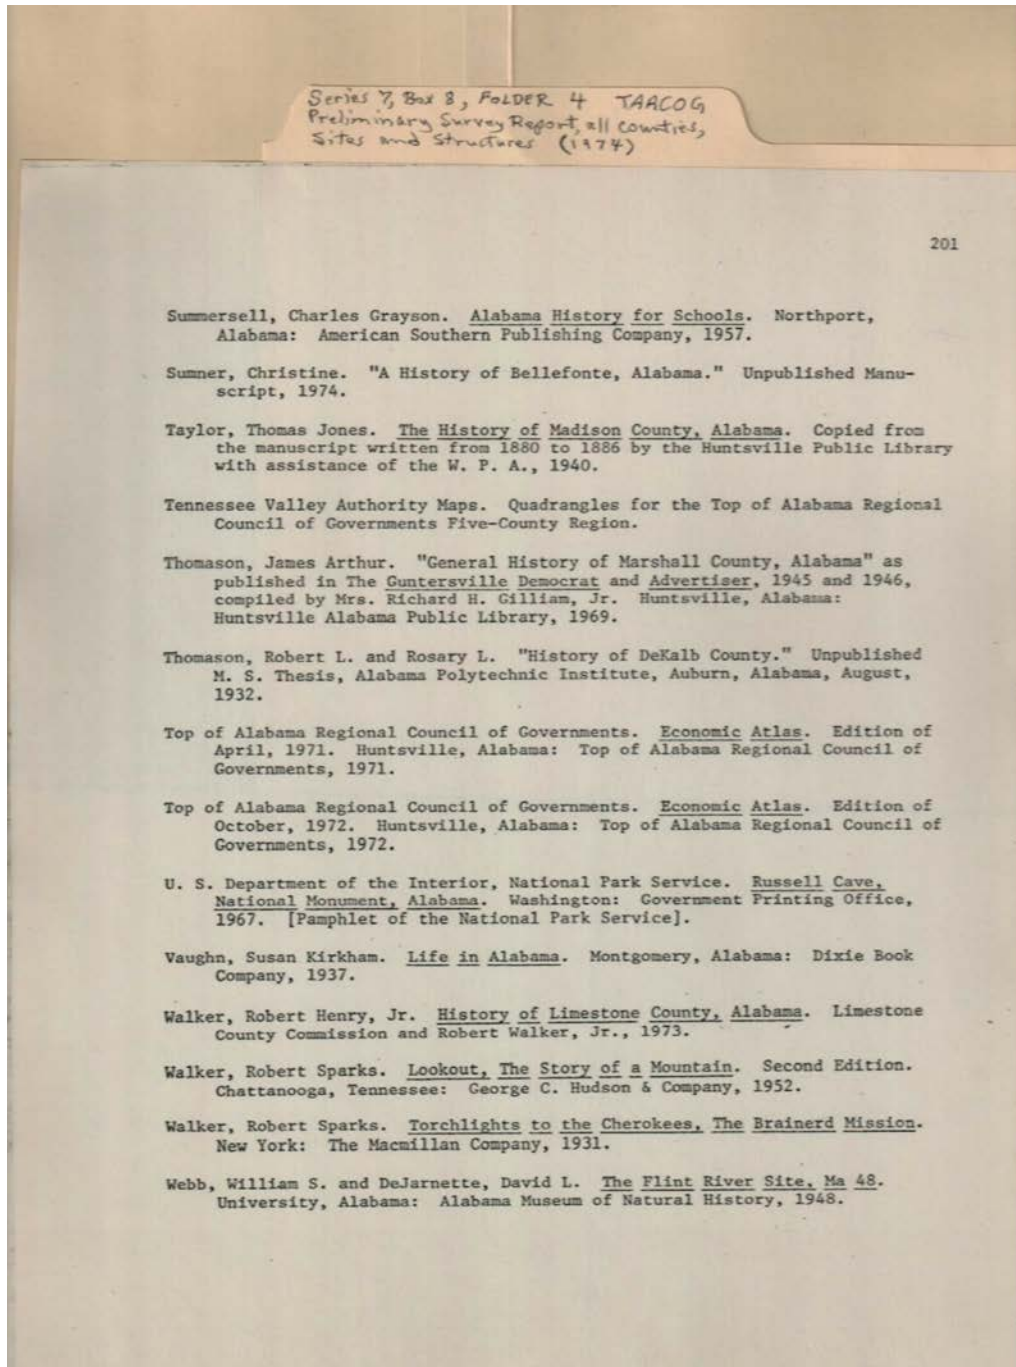 Series 7, Box 8, FOLDER 4 TARCOG
Preliminary Survey Report, all counties,
Sites and Structures (1974)
201
Summersell, Charles Grayson. Alabama History for Schools. Northport,
Alabama: American Southern Publishing Company, 1957.
Sumner, Christine. "A History of Bellefonte, Alabama." Unpublished Manu-
script, 1974.
Taylor, Thomas Jones. The History of Madison County, Alabama. Copied from
the manuscript written from 1880 to 1886 by the Huntsville Public Library
with assistance of the W. P. A., 1940.
Tennessee Valley Authority Maps. Quadrangles for the Top of Alabama Regional
Council of Governments Five-County Region.
Thomason, James Arthur. "General History of Marshall County, Alabama" as
published in The Guntersville Democrat and Advertiser, 1945 and 1946,
compiled by Mrs. Richard H. Gilliam, Jr. Huntsville, Alabama:
Huntsville Alabama Public Library, 1969.
Thomason, Robert L. and Rosary L. "History of DeKalb County." Unpublished
M. S. Thesis, Alabama Polytechnic Institute, Auburn, Alabama, August,
1932.
Top of Alabama Regional Council of Governments. Economic Atlas. Edition of
April, 1971. Huntsville, Alabama: Top of Alabama Regional Council of
Governments, 1971.
Top of Alabama Regional Council of Governments. Economic Atlas. Edition of
October, 1972. Huntsville, Alabama: Top of Alabama Regional Council of
Governments, 1972.
U. S. Department of the Interior, National Park Service. Russell Cave,
National Monument, Alabama. Washington: Government Printing Office,
1967. [Pamphlet of the National Park Service].
Vaughn, Susan Kirkham. Life in Alabama. Montgomery, Alabama: Dixie Book
Company, 1937.
Walker, Robert Henry, Jr. History of Limestone County, Alabama. Limestone
County Commission and Robert Walker, Jr., 1973.
Walker, Robert Sparks. Lookout, The Story of a Mountain. Second Edition.
Chattanooga, Tennessee: George C. Hudson & Company, 1952.
Walker, Robert Sparks. Torchlights to the Cherokees, The Brainerd Mission.
New York: The Macmillan Company, 1931.
Webb, William S. and DeJarnette, David L. The Flint River Site, Ma 48.
University, Alabama: Alabama Museum of Natural History, 1948.